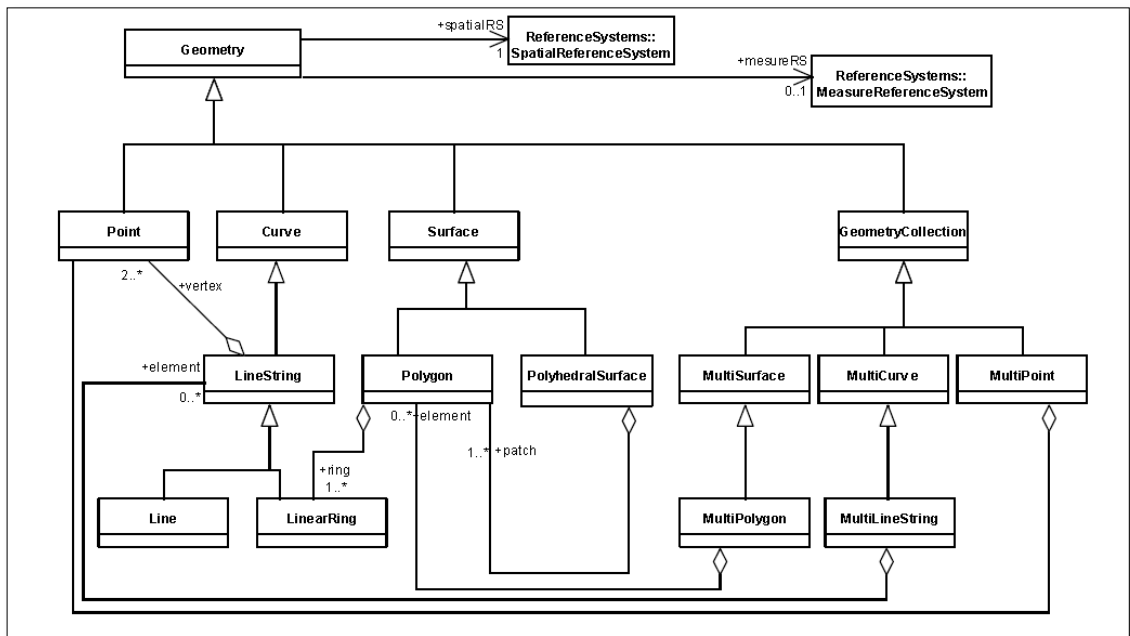 Geometry
+spatialRS
1
ReferenceSystems::
SpatialReferenceSystem
+mesureRS
0..1
ReferenceSystems::
MeasureReferenceSystem
Point
Curve
Surface
GeometryCollection
2..*
+vertex
+element
0..*
LineString
Polygon
PolyhedralSurface
MultiSurface
MultiCurve
MultiPoint
0..*
+element
1..*
+patch
+ring
1..*
Line
LinearRing
MultiPolygon
MultiLineString